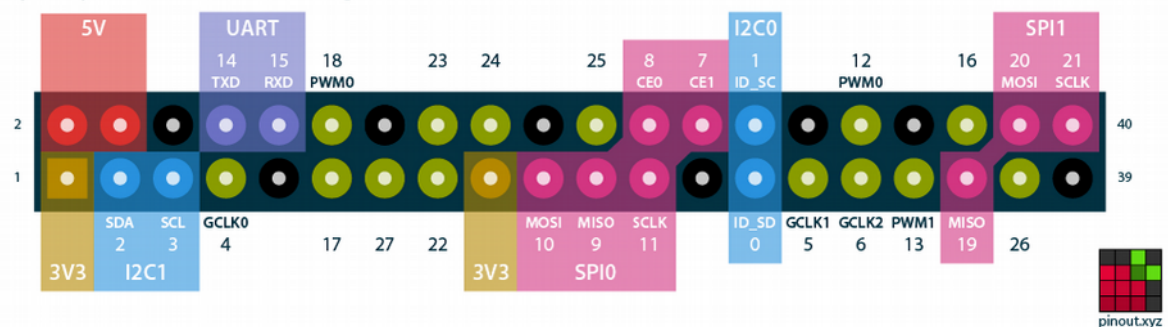 5V UART I2C0 SPI1
14 15 18 23 24 25 8 7 1 12 16 20 21
TXD RXD PWM0 CE0 CE1 ID_SC PWM0 MOSI SCLK
2 40
1 39
SDA SCL GCLK0 MOSI MISO SCLK ID_SD GCLK1 GCLK2 PWM1 MISO
2 3 4 17 27 22 10 9 11 0 5 6 13 19 26
3V3 I2C1 3V3 SPI0
pinout.xyz